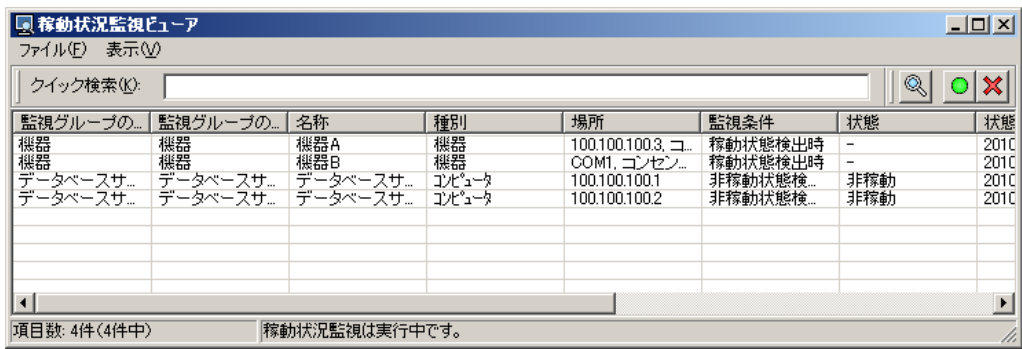 稼動状況監視ビューア
ファイル(F) 表示(V)
クイック検索(K):
監視グループの... 監視グループの... 名称 種別 場所 監視条件 状態 状態
機器 機器 機器A 機器 100.100.100.3, コ... 稼動状態検出時 - 2010
機器 機器 機器B 機器 COM1, コンセン... 稼動状態検出時 - 2010
データベースサ... データベースサ... データベースサ... コンピュータ 100.100.100.1 非稼動状態検... 非稼動 2010
データベースサ... データベースサ... データベースサ... コンピュータ 100.100.100.2 非稼動状態検... 非稼動 2010
項目数: 4件(4件中) 稼動状況監視は実行中です。